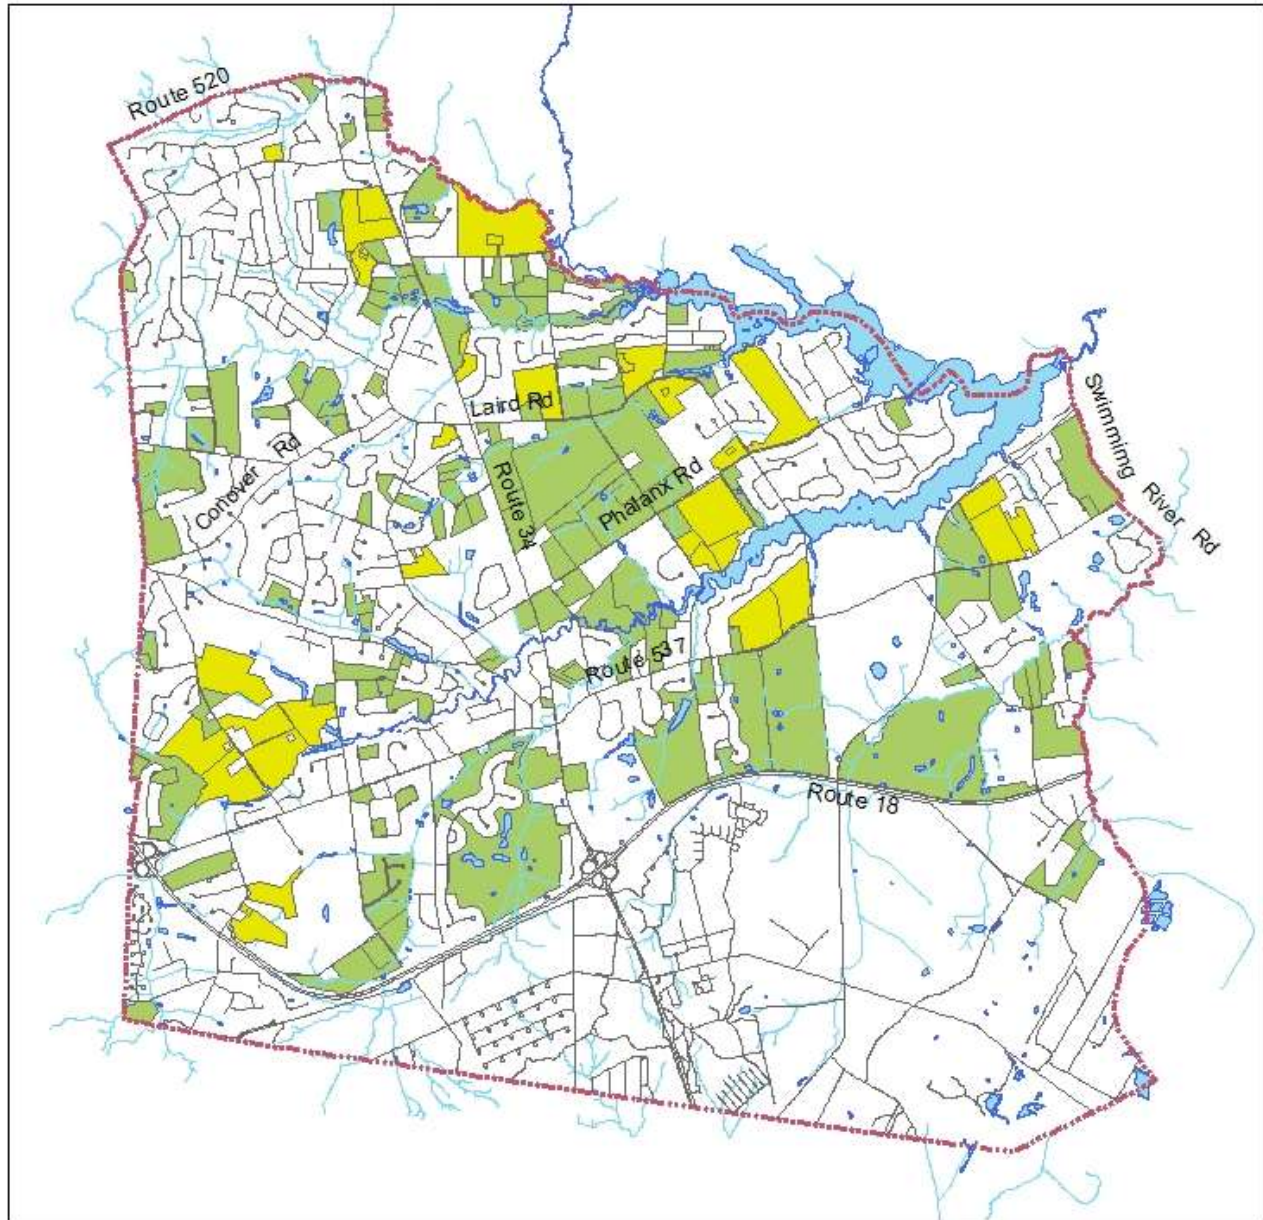 Route 520
Laird Rd
Conover Rd
Route 34
Phalanx Rd
Swimming River Rd
Route 537
Route 18